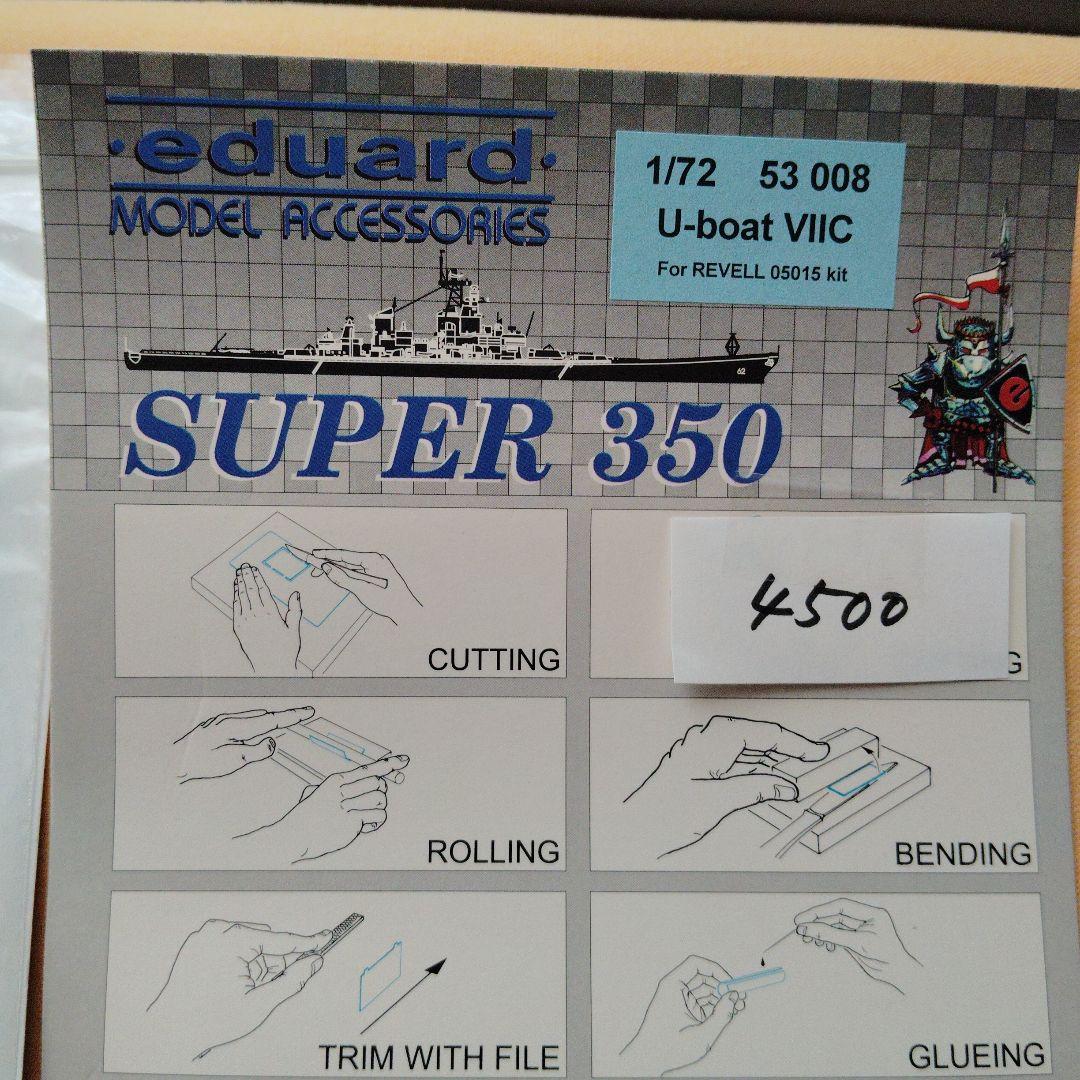 ·eduard·
MODEL ACCESSORIES
1/72 53 008
U-boat VIIC
For REVELL 05015 kit
62
SUPER 350
e
4500
CUTTING
G
ROLLING
BENDING
TRIM WITH FILE
GLUEING